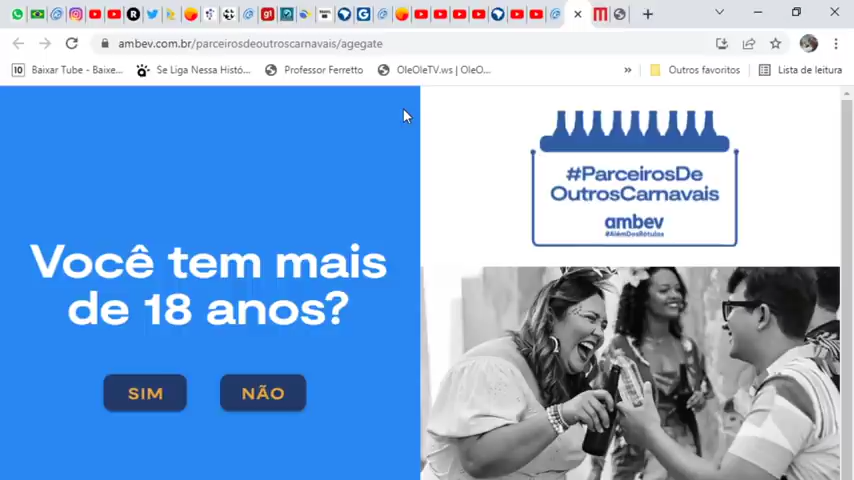 ambev.com.br/parceirosdeoutroscarnavais/agegate
Baixar Tube - Baixe...
Se Liga Nessa Histó...
Professor Ferretto
OleOleTV.ws | OleO...
»
Outros favoritos
Lista de leitura
Você tem mais
de 18 anos?
SIM
NÃO
#ParceirosDe
OutrosCarnavais
ambev
#AlémDosRótulos